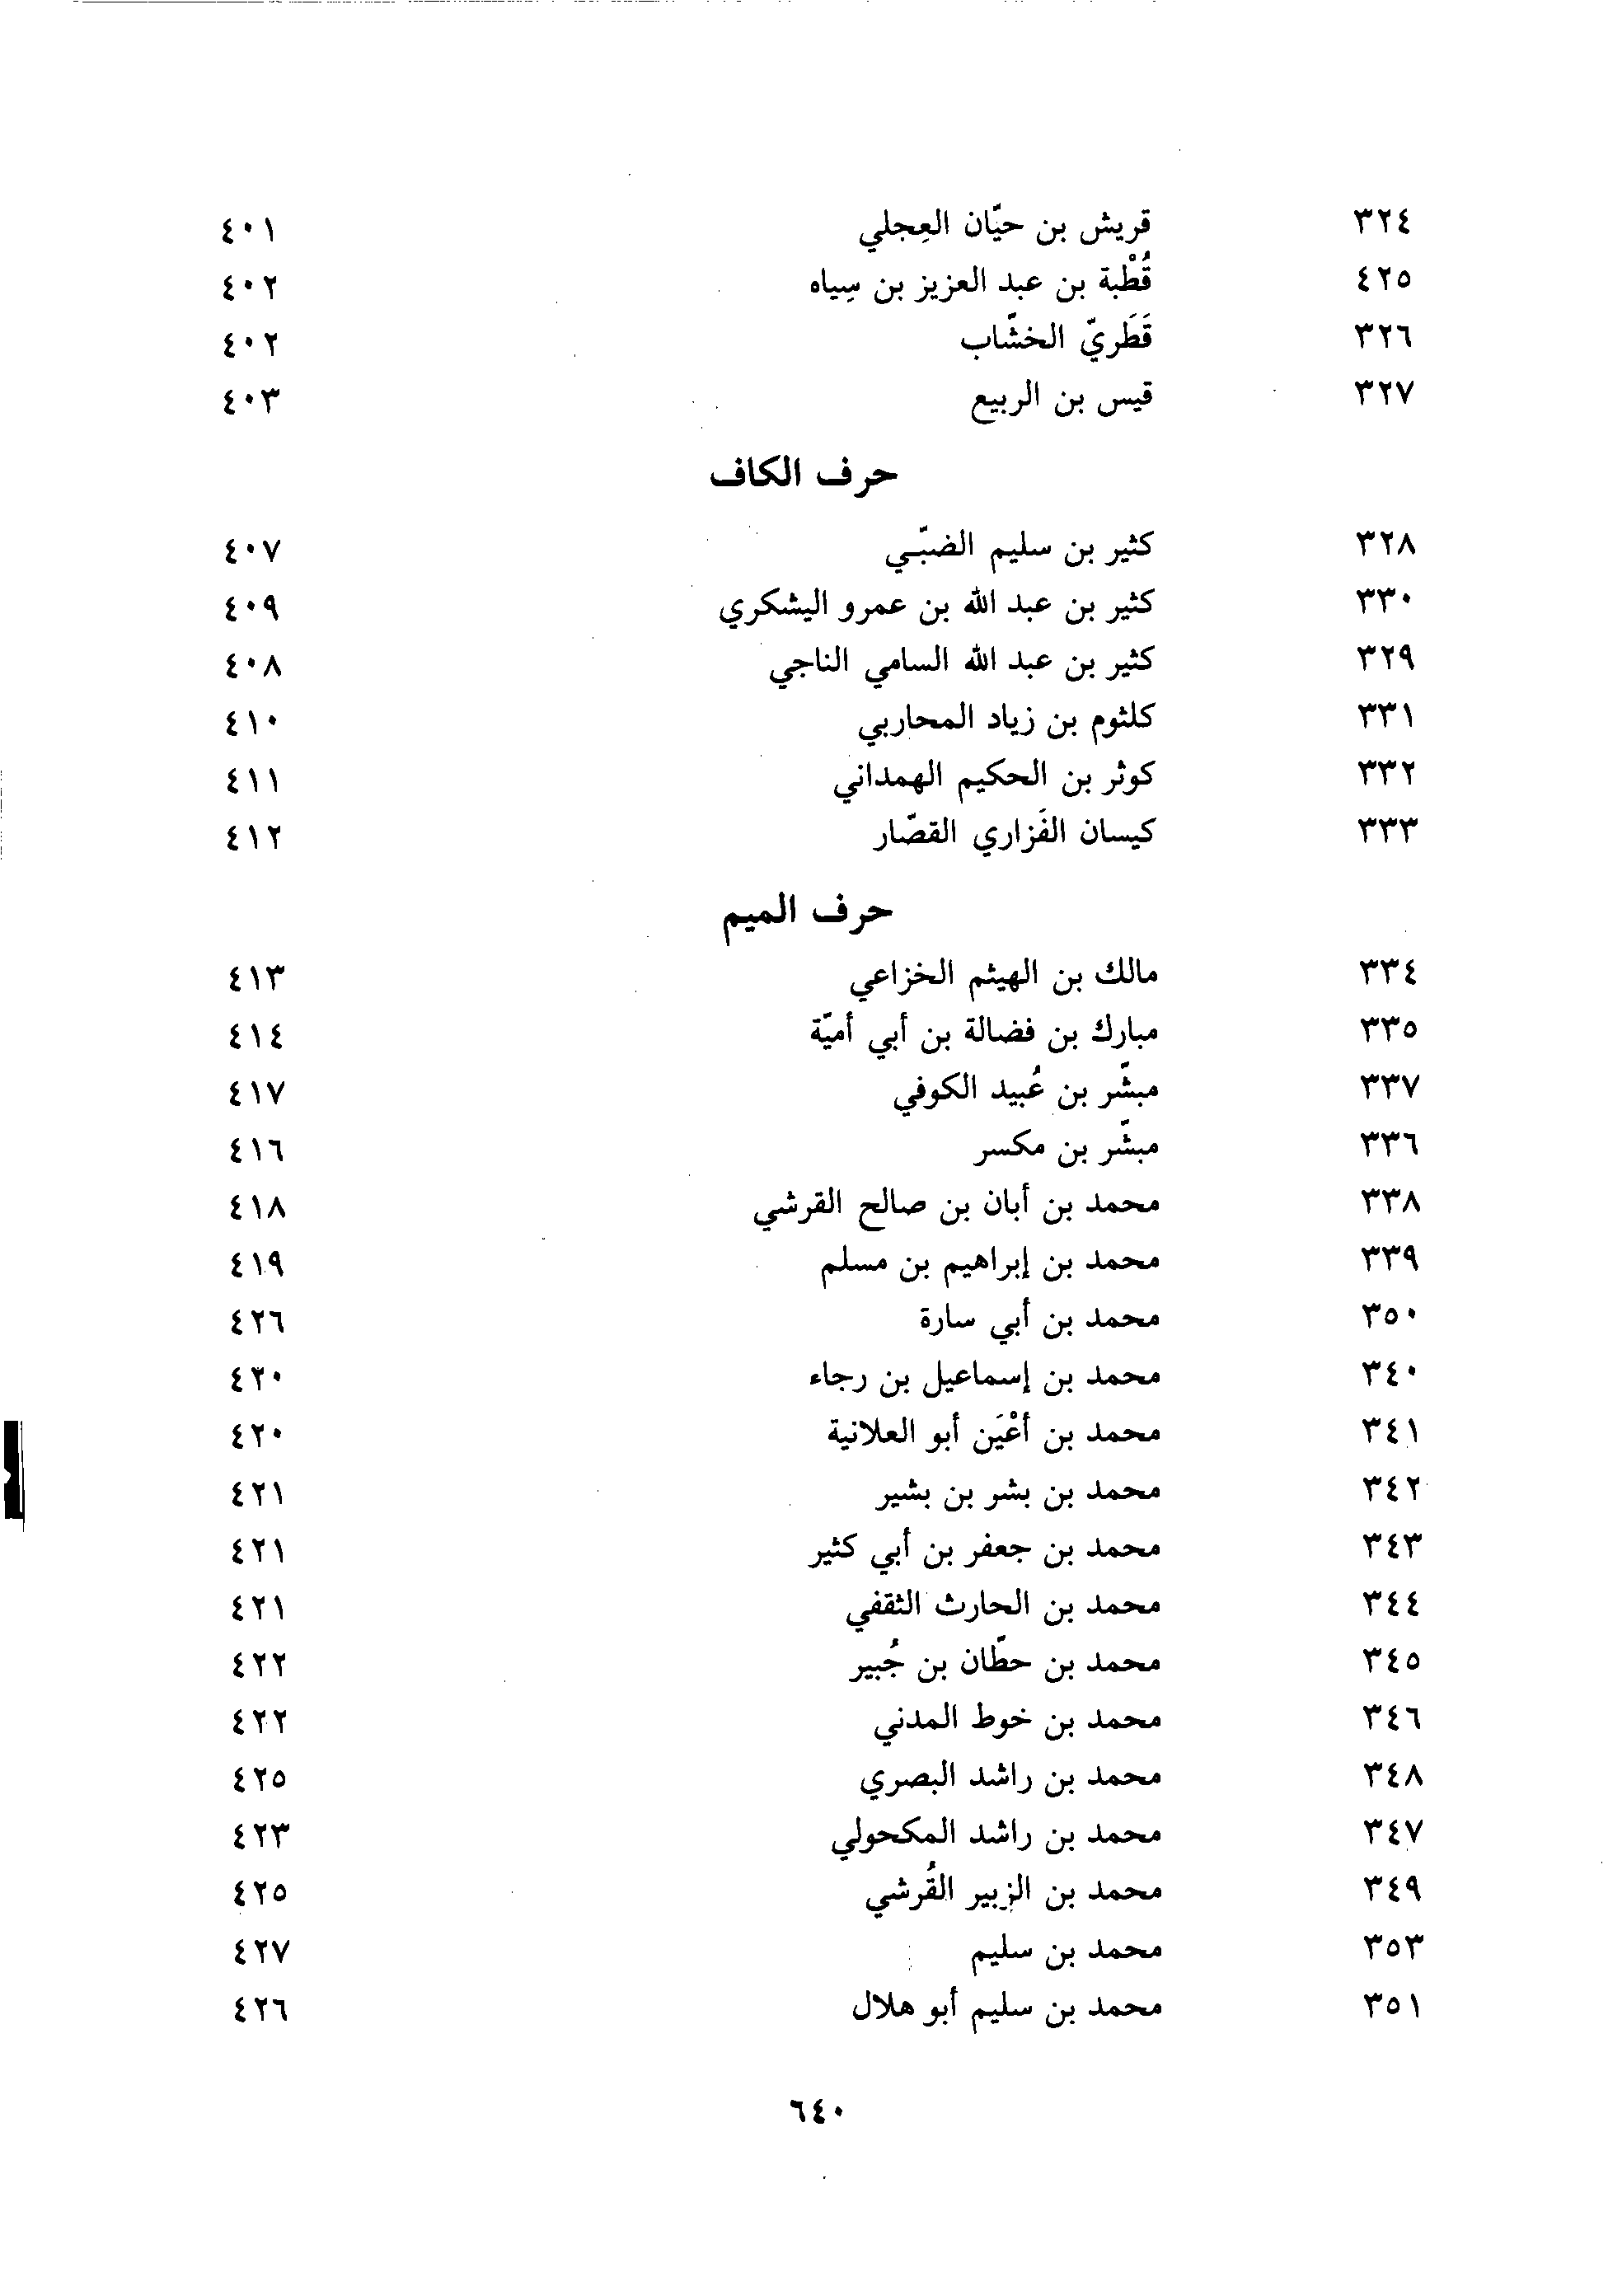 ٣٢٤ قريش بن حيّان العِجلي ٤٠١
٤٢٥ قُطْبة بن عبد العزيز بن سِياه ٤٠٢
٣٢٦ قَطَريّ الخشّاب ٤٠٢
٣٢٧ قيس بن الربيع ٤٠٣
حرف الكاف
٣٢٨ كثير بن سليم الضبّي ٤٠٧
٣٣٠ كثير بن عبد الله بن عمرو اليشكري ٤٠٩
٣٢٩ كثير بن عبد الله السامي الناجي ٤٠٨
٣٣١ كلثوم بن زياد المحاربي ٤١٠
٣٣٢ كوثر بن الحكيم الهمداني ٤١١
٣٣٣ كيسان الفَزاري القصّار ٤١٢
حرف الميم
٣٣٤ مالك بن الهيثم الخزاعي ٤١٣
٣٣٥ مبارك بن فضالة بن أبي أميّة ٤١٤
٣٣٧ مبشّر بن عُبيد الكوفي ٤١٧
٣٣٦ مبشّر بن مكسر ٤١٦
٣٣٨ محمد بن أبان بن صالح القرشي ٤١٨
٣٣٩ محمد بن إبراهيم بن مسلم ٤١٩
٣٥٠ محمد بن أبي سارة ٤٢٦
٣٤٠ محمد بن إسماعيل بن رجاء ٤٢٠
٣٤١ محمد بن أعْيَن أبو العلانية ٤٢٠
٣٤٢ محمد بن بشر بن بشير ٤٢١
٣٤٣ محمد بن جعفر بن أبي كثير ٤٢١
٣٤٤ محمد بن الحارث الثقفي ٤٢١
٣٤٥ محمد بن حطّان بن جُبير ٤٢٢
٣٤٦ محمد بن خوط المدني ٤٢٢
٣٤٨ محمد بن راشد البصري ٤٢٥
٣٤٧ محمد بن راشد المكحولي ٤٢٣
٣٤٩ محمد بن الزبير القُرشي ٤٢٥
٣٥٣ محمد بن سليم ٤٢٧
٣٥١ محمد بن سليم أبو هلال ٤٢٦
٦٤٠